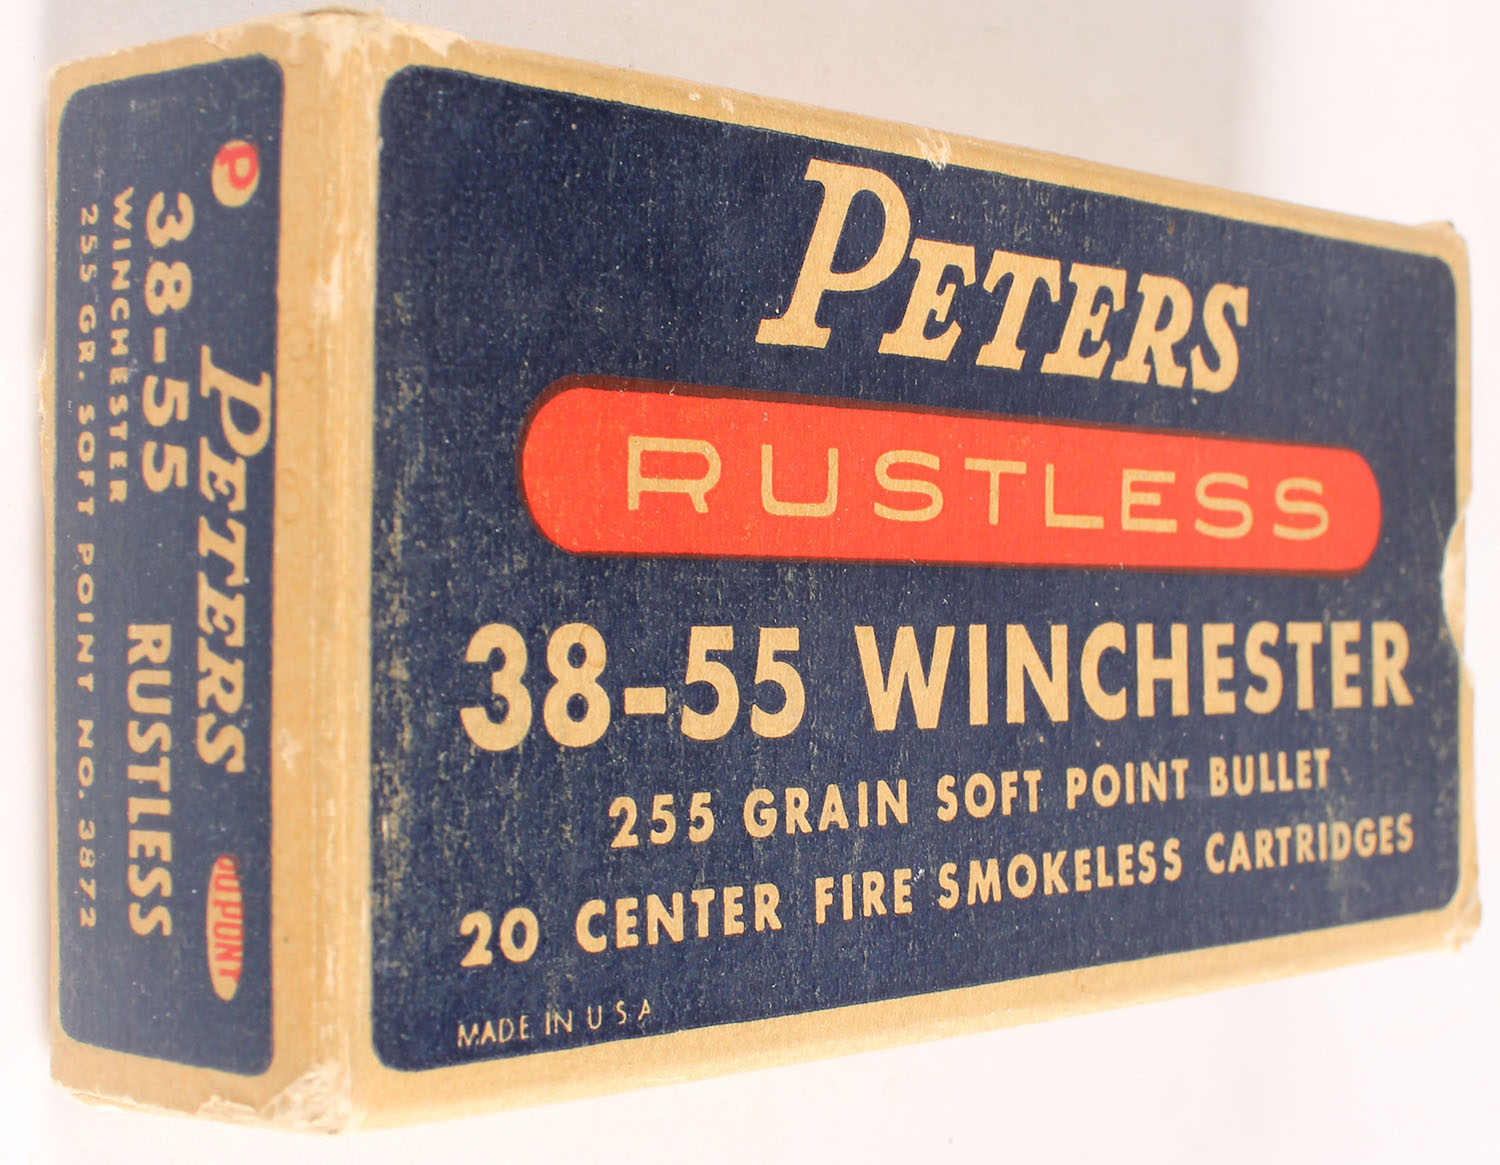 PETERS
RUSTLESS
38-55 WINCHESTER
255 GRAIN SOFT POINT BULLET
20 CENTER FIRE SMOKELESS CARTRIDGES
MADE IN U S A
P
PETERS
DUPONT
38-55
RUSTLESS
WINCHESTER
255 GR. SOFT POINT NO. 3872